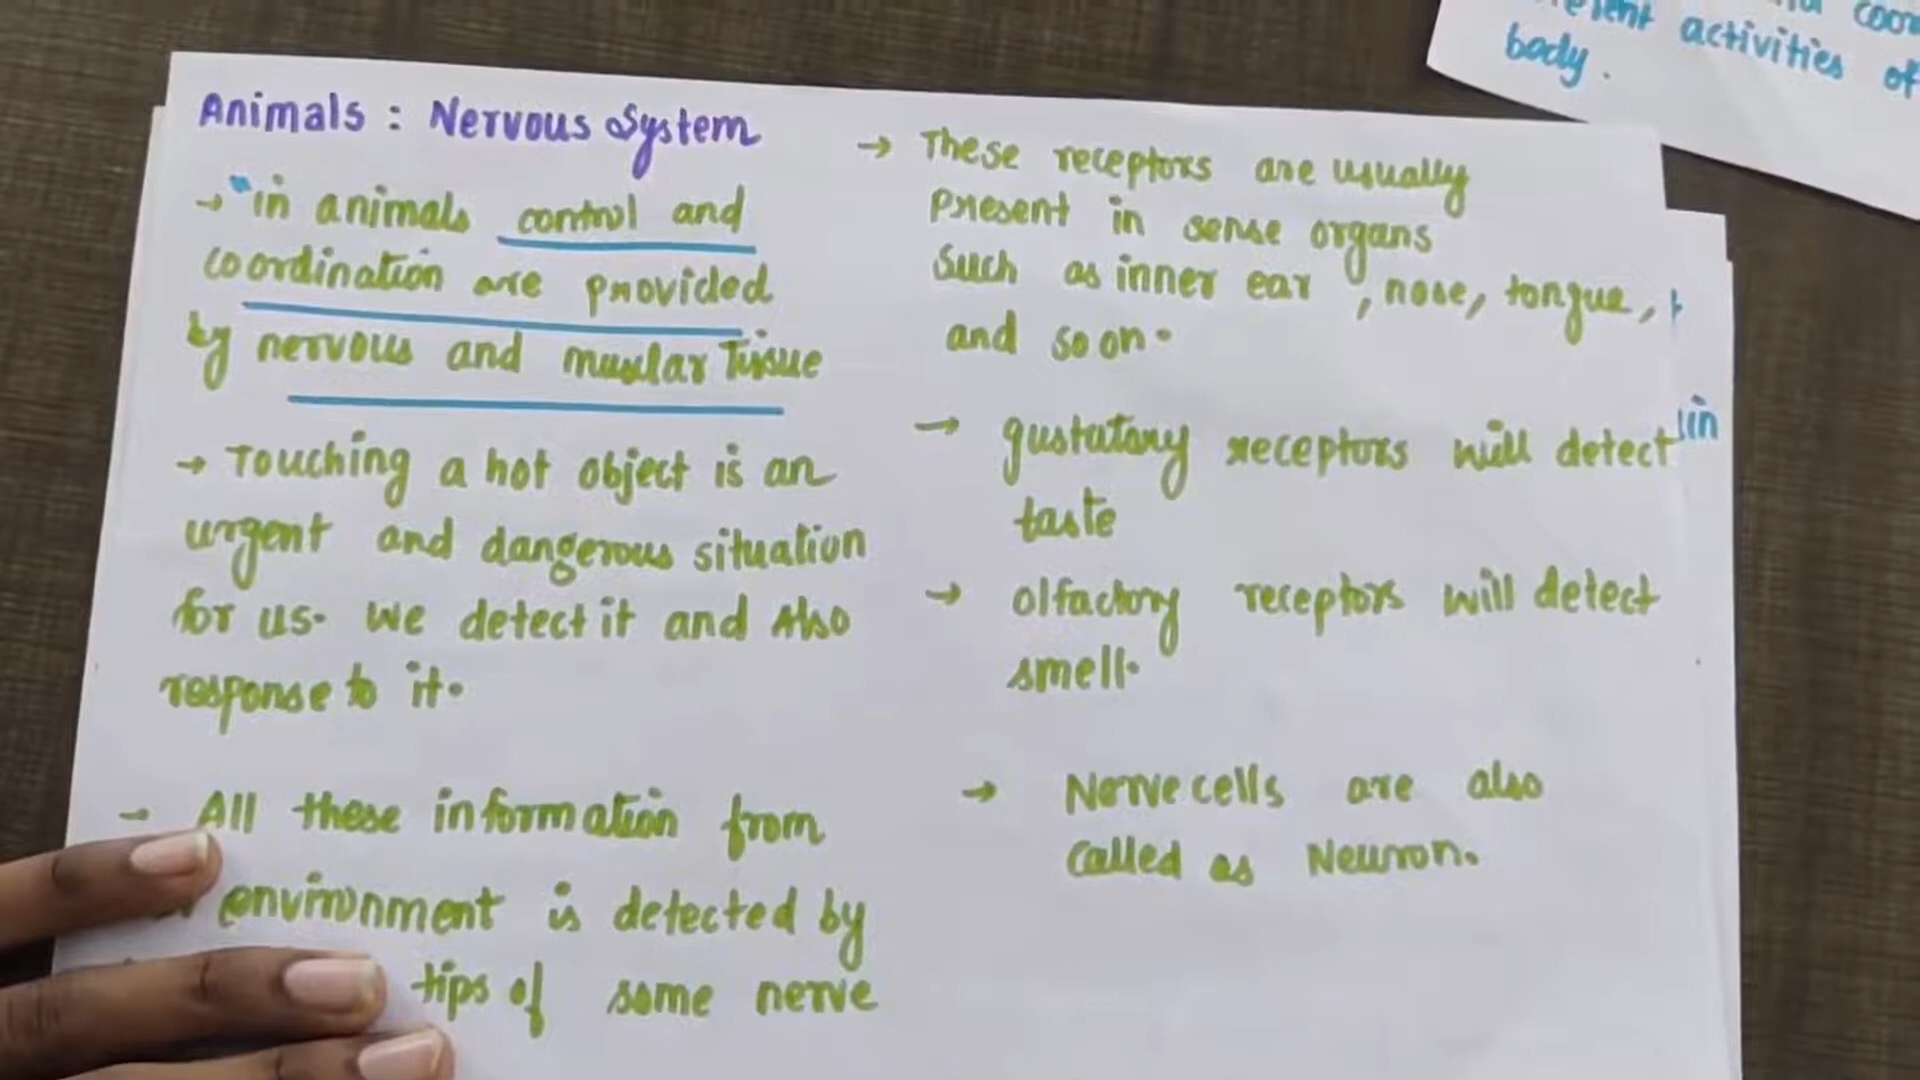 Animals : Nervous System
→ in animals control and
coordination are provided
by nervous and muslar Tissue
→ Touching a hot object is an
urgent and dangerous situation
for us. we detect it and also
response to it.
→ All these information from
environment is detected by
tips of some nerve
→ These receptors are usually
present in sense organs
Such as inner ear , nose, tongue,
and so on.
→ gustatory receptors will detect
taste
→ olfactory receptors will detect
smell.
→ Nerve cells are also
called as Neuron.
activities of
body.
in